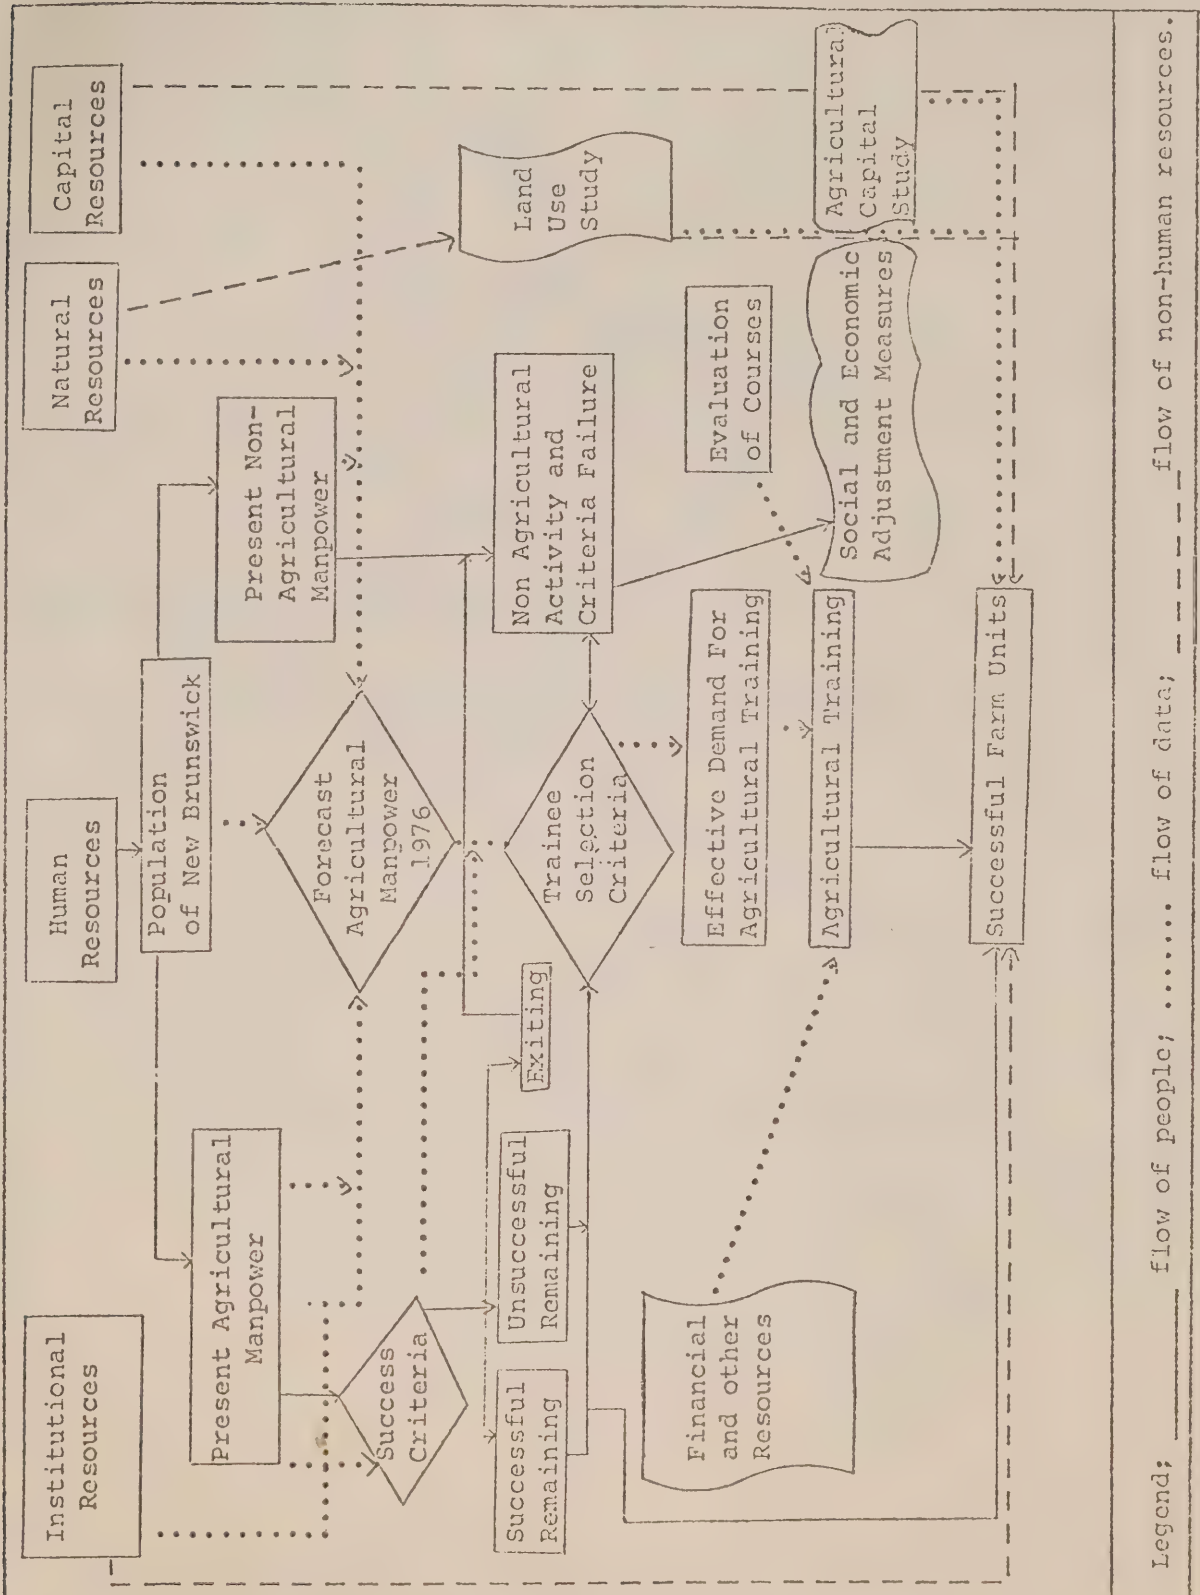 Institutional
Resources
Human
Resources
Natural
Resources
Capital
Resources
Population
of New Brunswick
Present Agricultural
Manpower
Present Non-
Agricultural
Manpower
Forecast
Agricultural
Manpower
1976
Success
Criteria
Successful
Remaining
Unsuccessful
Remaining
Exiting
Trainee
Selection
Criteria
Non Agricultural
Activity and
Criteria Failure
Land
Use
Study
Financial
and other
Resources
Effective Demand For
Agricultural Training
Evaluation
of Courses
Agricultural Training
Social and Economic
Adjustment Measures
Agricultural
Capital
Study
Successful Farm Units
Legend; ______ flow of people; ...... flow of data; _ _ _ _ _ flow of non-human resources.